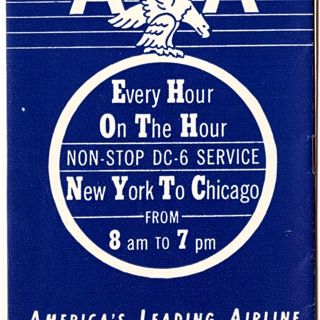 Every Hour
On The Hour
NON-STOP DC-6 SERVICE
New York To Chicago
FROM
8 am TO 7 pm
AMERICA'S LEADING AIRLINE